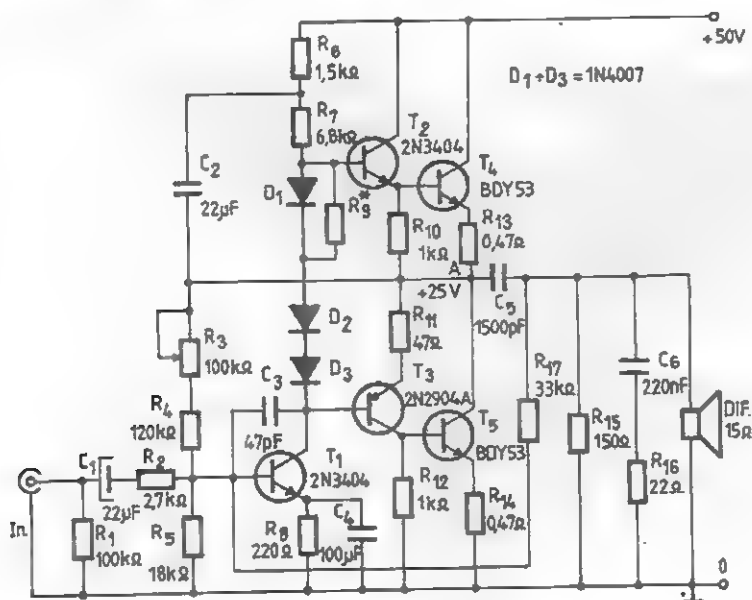 +50V
R6
1,5kΩ
D1÷D3=1N4007
R7
6,8kΩ
T2
2N3404
C2
22µF
D1
R9*
T4
BDY53
R10
1kΩ
R13
0,47Ω
A
+25V
C5
1500pF
R3
100kΩ
D2
R11
47Ω
D3
C3
47pF
T3
2N2904A
R17
33kΩ
C6
220nF
R4
120kΩ
T5
BDY53
R15
150Ω
DIF.
15Ω
C1
22µF
R2
2,7kΩ
T1
2N3404
R12
1kΩ
R14
0,47Ω
R16
22Ω
In
R1
100kΩ
R5
18kΩ
R8
220Ω
C4
100µF
0